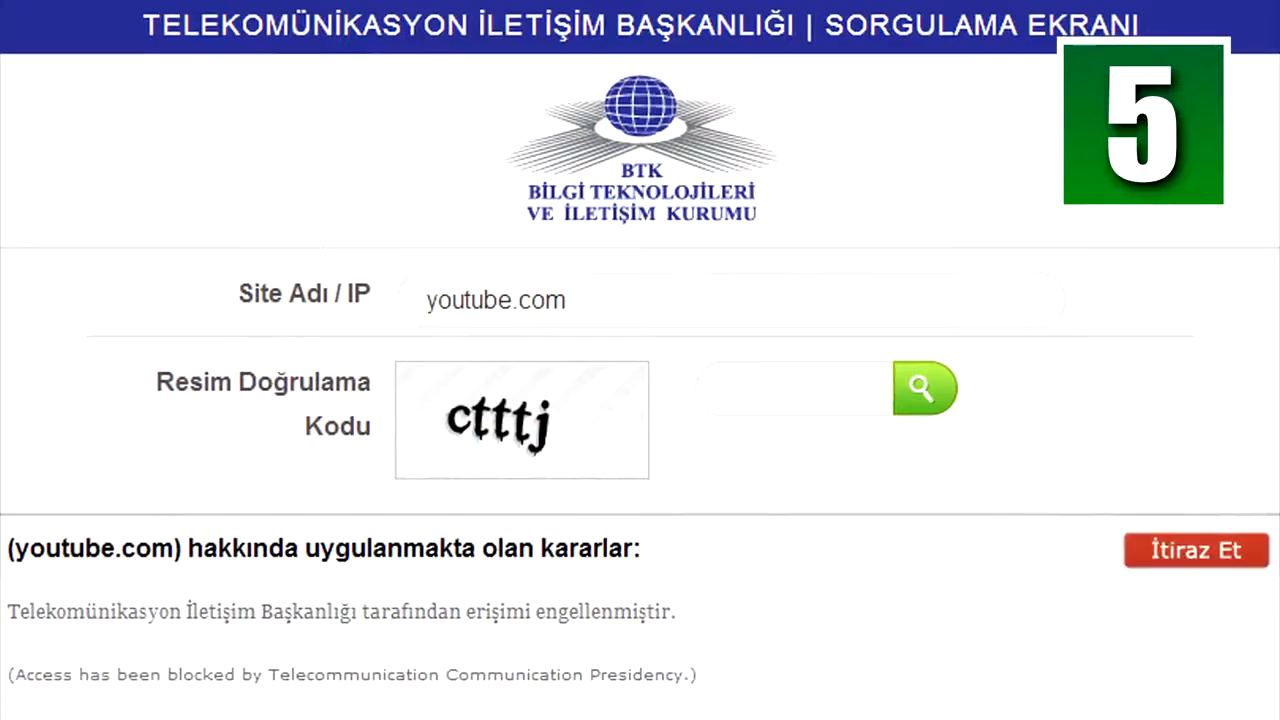 TELEKOMÜNİKASYON İLETİŞİM BAŞKANLIĞI | SORGULAMA EKRANI
5
BTK
BİLGİ TEKNOLOJİLERİ
VE İLETİŞİM KURUMU
Site Adı / IP
youtube.com
Resim Doğrulama
Kodu
ctttj
(youtube.com) hakkında uygulanmakta olan kararlar:
İtiraz Et
Telekomünikasyon İletişim Başkanlığı tarafından erişimi engellenmiştir.
(Access has been blocked by Telecommunication Communication Presidency.)